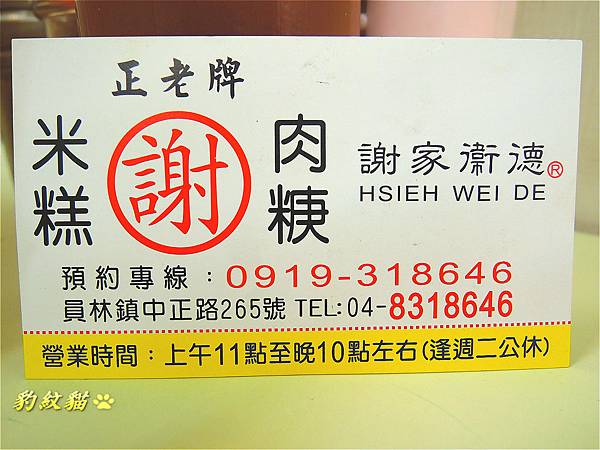 正老牌
米糕
謝
肉粳
謝家衞德®
HSIEH WEI DE
預約專線：0919-318646
員林鎮中正路265號 TEL:04-8318646
營業時間：上午11點至晚10點左右(逢週二公休)
豹紋貓